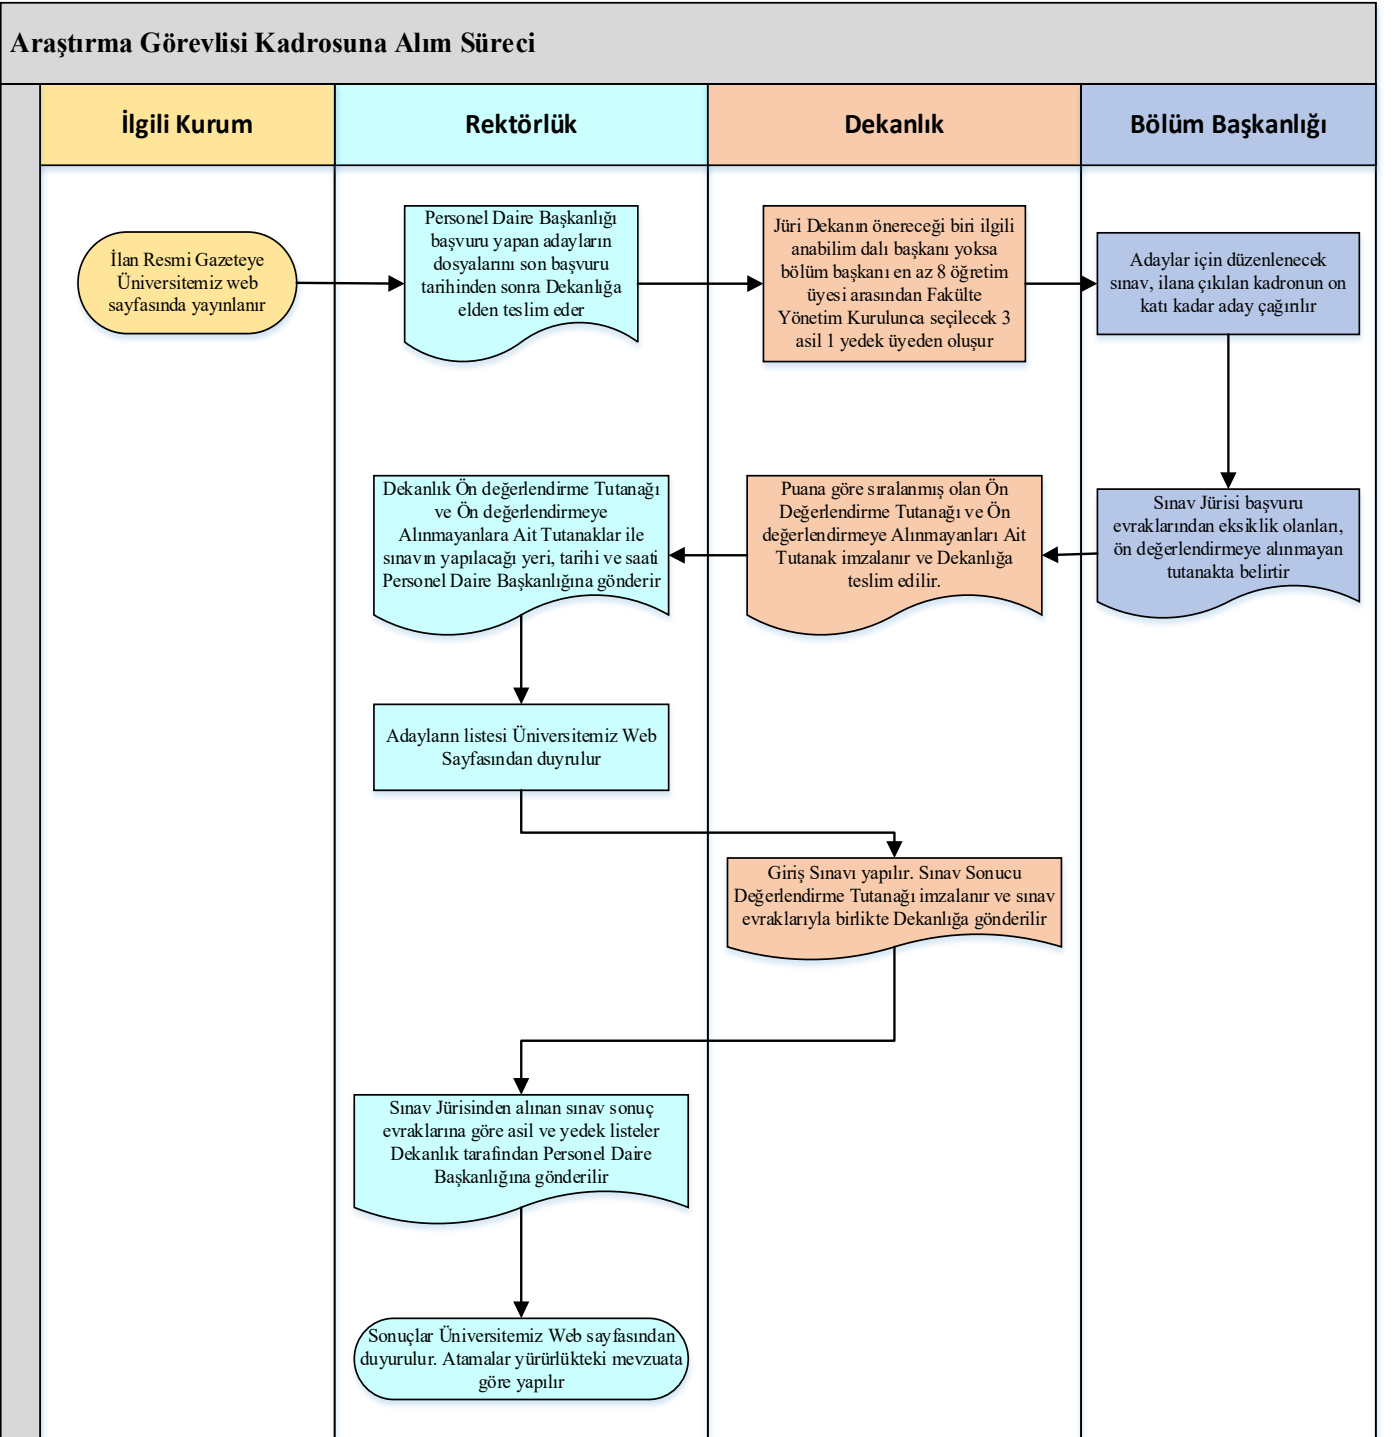 Araştırma Görevlisi Kadrosuna Alım Süreci
İlgili Kurum
Rektörlük
Dekanlık
Bölüm Başkanlığı
İlan Resmi Gazeteye
Üniversitemiz web
sayfasında yayınlanır
Personel Daire Başkanlığı
başvuru yapan adayların
dosyalarını son başvuru
tarihinden sonra Dekanlığa
elden teslim eder
Jüri Dekanın önereceği biri ilgili
anabilim dalı başkanı yoksa
bölüm başkanı en az 8 öğretim
üyesi arasından Fakülte
Yönetim Kurulunca seçilecek 3
asil 1 yedek üyeden oluşur
Adaylar için düzenlenecek
sınav, ilana çıkılan kadronun on
katı kadar aday çağırılır
Sınav Jürisi başvuru
evraklarından eksiklik olanları,
ön değerlendirmeye alınmayan
tutanakta belirtir
Puana göre sıralanmış olan Ön
Değerlendirme Tutanağı ve Ön
değerlendirmeye Alınmayanları Ait
Tutanak imzalanır ve Dekanlığa
teslim edilir.
Dekanlık Ön değerlendirme Tutanağı
ve Ön değerlendirmeye
Alınmayanlara Ait Tutanaklar ile
sınavın yapılacağı yeri, tarihi ve saati
Personel Daire Başkanlığına gönderir
Adayların listesi Üniversitemiz Web
Sayfasından duyrulur
Giriş Sınavı yapılır. Sınav Sonucu
Değerlendirme Tutanağı imzalanır ve sınav
evraklarıyla birlikte Dekanlığa gönderilir
Sınav Jürisinden alınan sınav sonuç
evraklarına göre asil ve yedek listeler
Dekanlık tarafından Personel Daire
Başkanlığına gönderilir
Sonuçlar Üniversitemiz Web sayfasından
duyurulur. Atamalar yürürlükteki mevzuata
göre yapılır